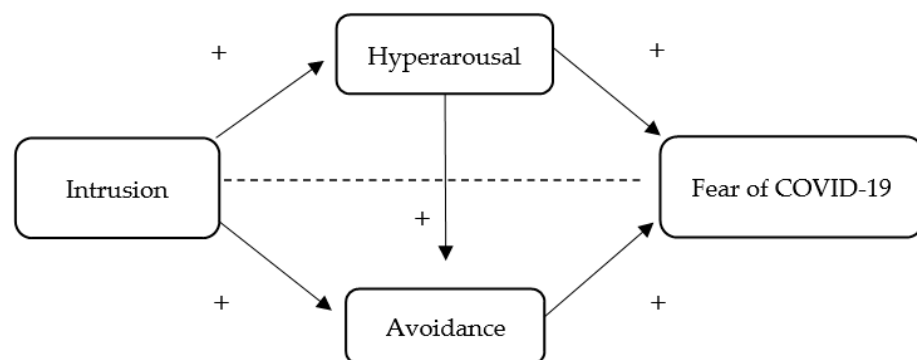 +
Hyperarousal
+
Intrusion
Fear of COVID-19
+
+
Avoidance
+